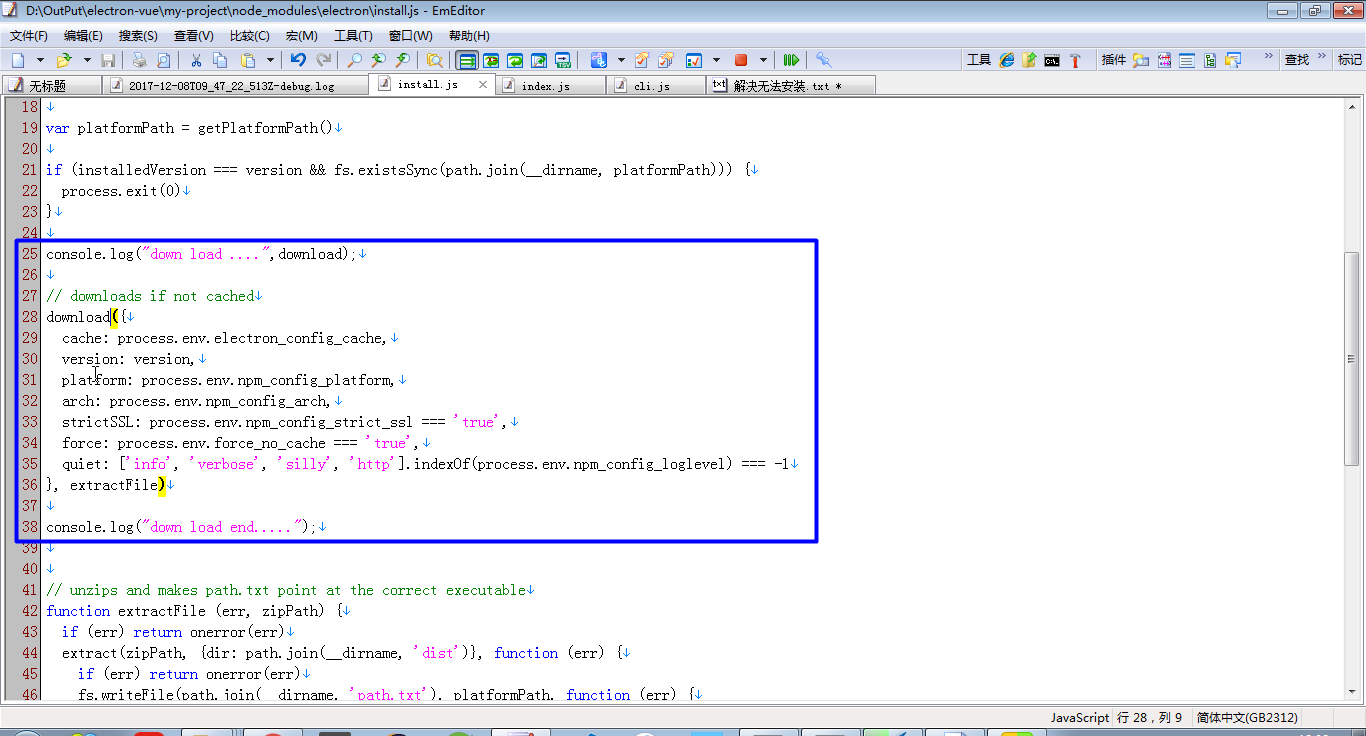 D:\OutPut\electron-vue\my-project\node_modules\electron\install.js - EmEditor
文件(F) 编辑(E) 搜索(S) 查看(V) 比较(C) 宏(M) 工具(T) 窗口(W) 帮助(H)
工具 插件 » 查找 » 标记
无标题 2017-12-08T09_47_22_513Z-debug.log install.js index.js cli.js 解决无法安装.txt *
18
19 var platformPath = getPlatformPath()
20
21 if (installedVersion === version && fs.existsSync(path.join(__dirname, platformPath))) {
22 process.exit(0)
23 }
24
25 console.log("down load ....",download);
26
27 // downloads if not cached
28 download({
29 cache: process.env.electron_config_cache,
30 version: version,
31 platform: process.env.npm_config_platform,
32 arch: process.env.npm_config_arch,
33 strictSSL: process.env.npm_config_strict_ssl === 'true',
34 force: process.env.force_no_cache === 'true',
35 quiet: ['info', 'verbose', 'silly', 'http'].indexOf(process.env.npm_config_loglevel) === -1
36 }, extractFile)
37
38 console.log("down load end.....");
39
40
41 // unzips and makes path.txt point at the correct executable
42 function extractFile (err, zipPath) {
43 if (err) return onerror(err)
44 extract(zipPath, {dir: path.join(__dirname, 'dist')}, function (err) {
45 if (err) return onerror(err)
46 fs.writeFile(path.join(__dirname, 'path.txt'), platformPath, function (err) {
JavaScript 行 28，列 9 简体中文(GB2312)